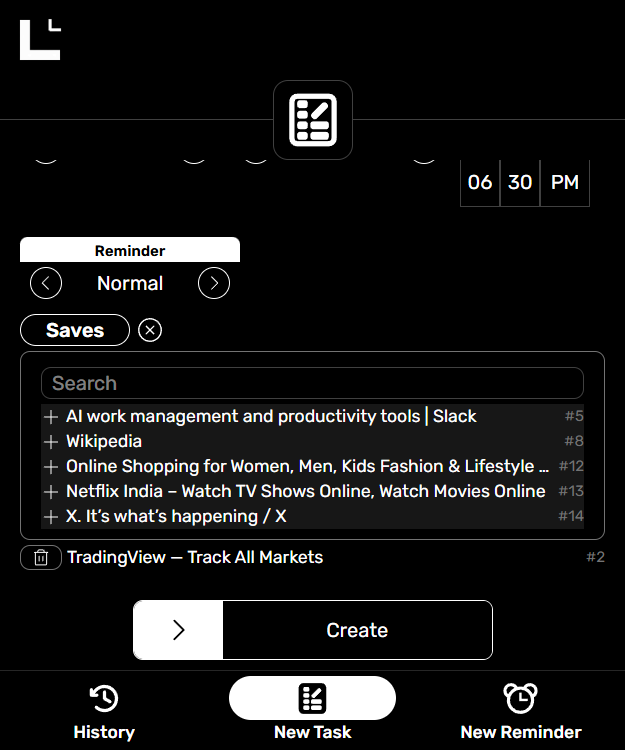 06 30 PM
Reminder
Normal
Saves
Search
AI work management and productivity tools | Slack #5
Wikipedia #8
Online Shopping for Women, Men, Kids Fashion & Lifestyle ... #12
Netflix India – Watch TV Shows Online, Watch Movies Online #13
X. It’s what’s happening / X #14
TradingView — Track All Markets #2
Create
History New Task New Reminder